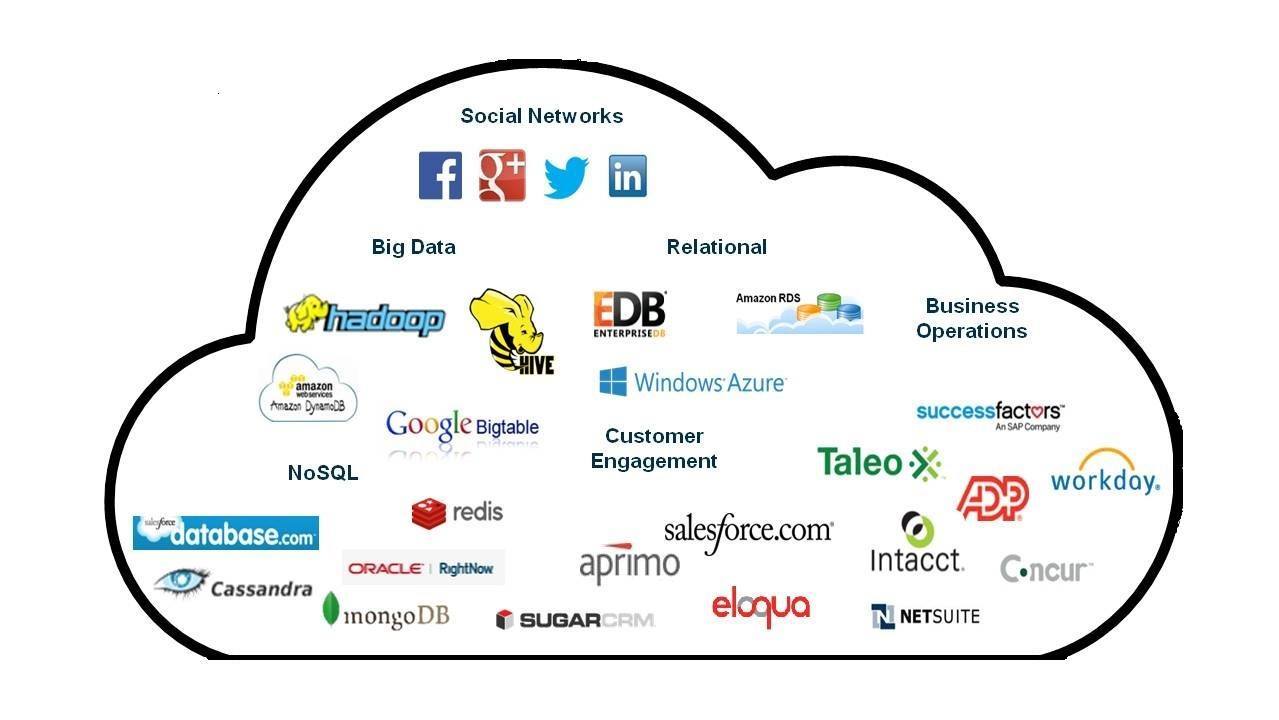 Social Networks
f
g+
in
Big Data
Relational
hadoop
HIVE
EDB
ENTERPRISEDB
Amazon RDS
Business
Operations
amazon
webservices
Amazon DynamoDB
Windows Azure
Google Bigtable
successfactors™
An SAP Company
Customer
Engagement
Taleo
workday.
NoSQL
ADP
redis
salesforce
database.com
salesforce.com
aprimo
Intacct.
ORACLE | RightNow
Concur
Cassandra
mongoDB
SUGARCRM
eloqua
N NETSUITE